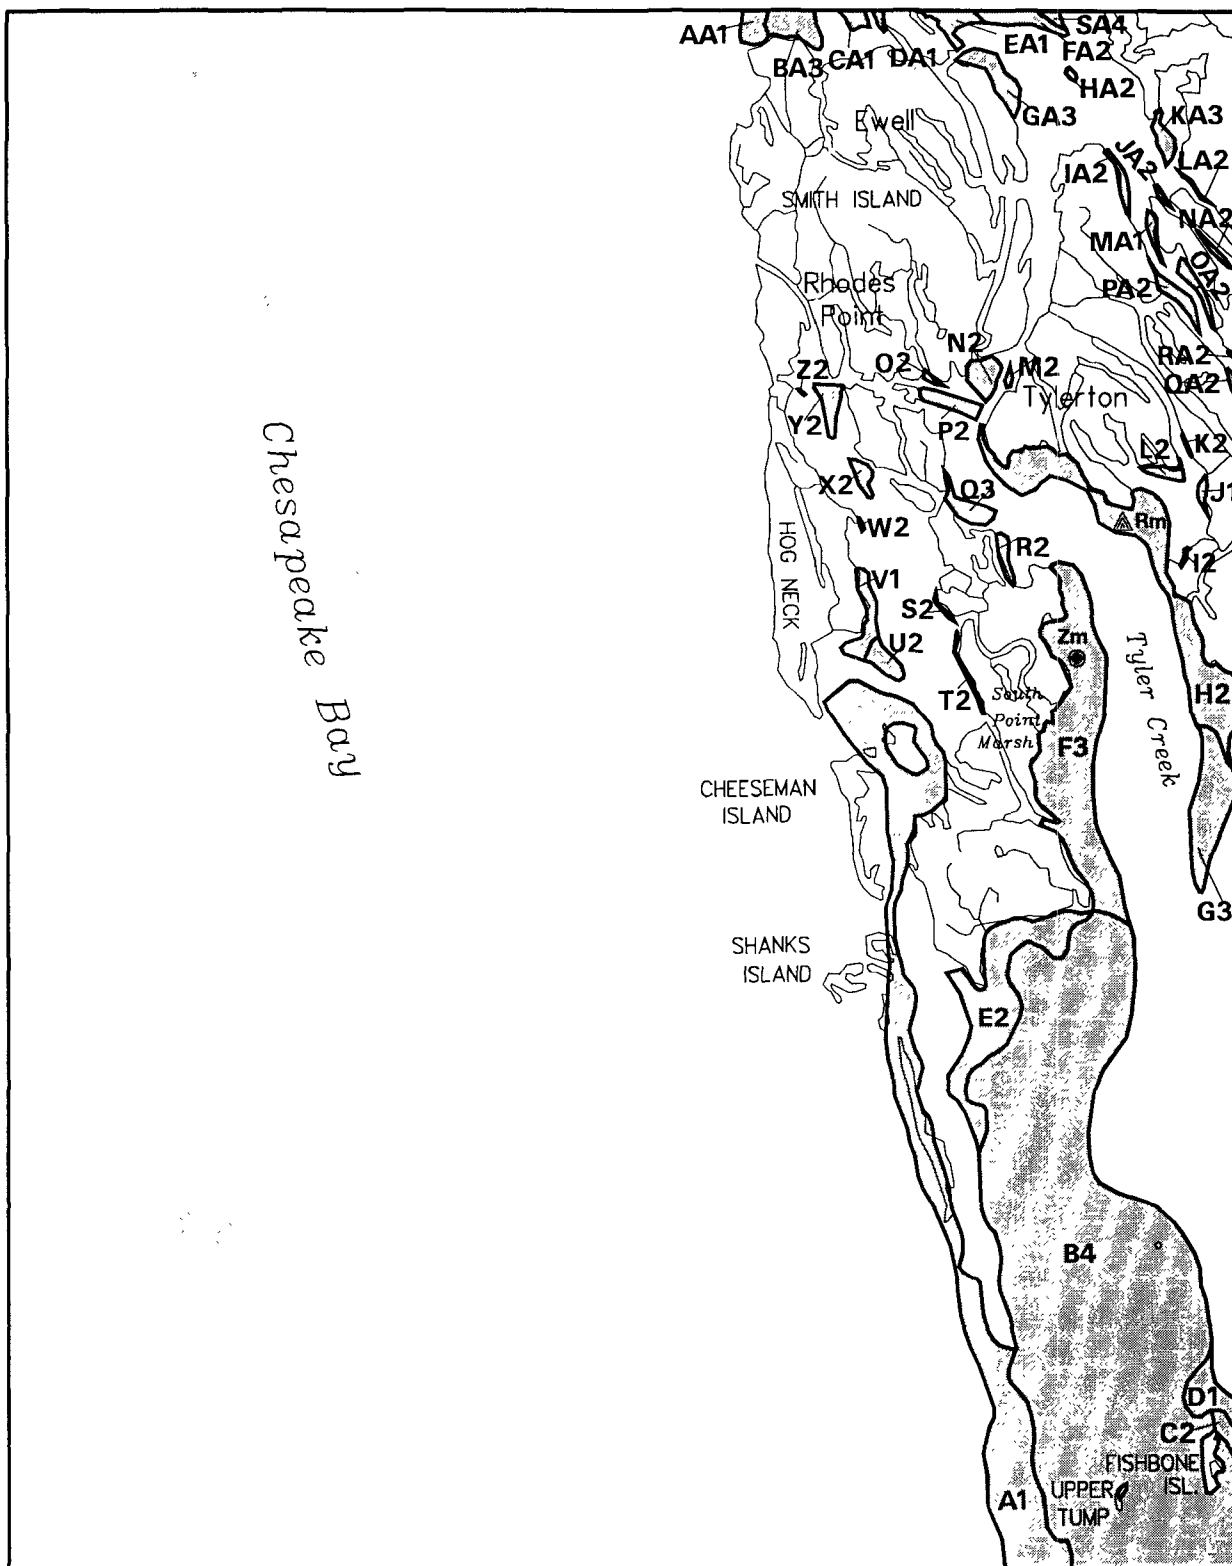 AA1
BA3
CA1
DA1
EA1
SA4
FA2
HA2
GA3
KA3
Ewell
JA2
LA2
IA2
SMITH ISLAND
NA2
MA1
OA2
PA2
Rhodes
Point
N2
O2
M2
RA2
Z2
QA2
Tylerton
Y2
P2
K2
L2
X2
Q3
J1
W2
Rm
R2
I2
HOG NECK
V1
S2
U2
Zm
T2
H2
Chesapeake Bay
Tyler Creek
South
Point
Marsh
F3
CHEESEMAN
ISLAND
G3
SHANKS
ISLAND
E2
B4
D1
C2
FISHBONE
ISL.
A1
UPPER
TUMP